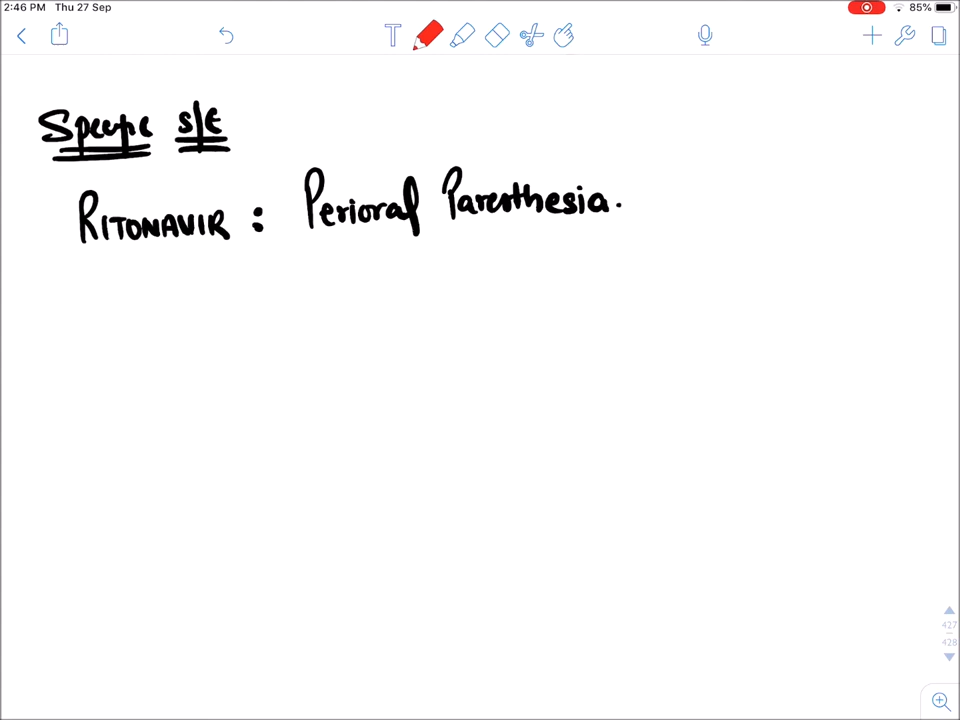 2:46 PM Thu 27 Sep
85%
T
Specific S/E
RITONAVIR : Perioral Paresthesia.
427
428